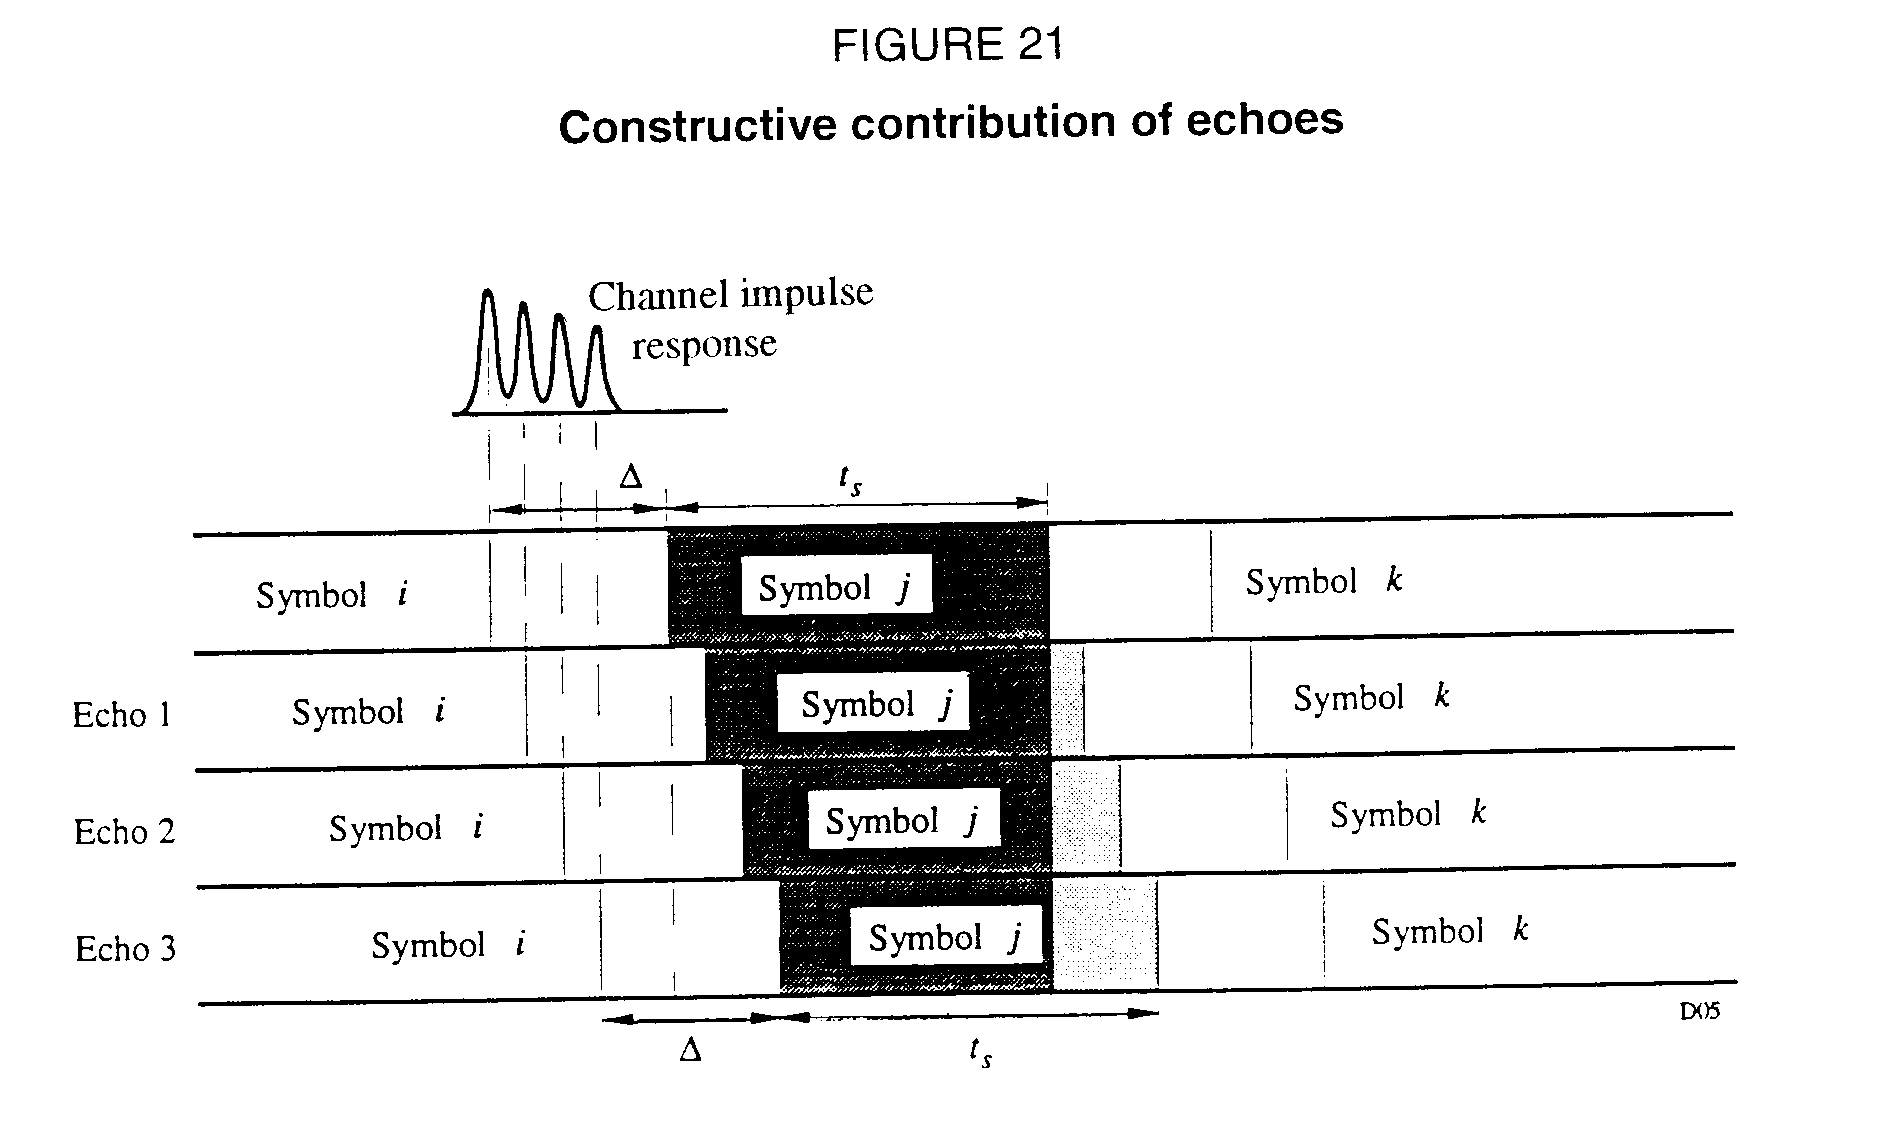 FIGURE 21
Constructive contribution of echoes
Channel impulse
response
Δ
t_s
Symbol i
Symbol j
Symbol k
Echo 1
Symbol i
Symbol j
Symbol k
Echo 2
Symbol i
Symbol j
Symbol k
Echo 3
Symbol i
Symbol j
Symbol k
D05
Δ
t_s